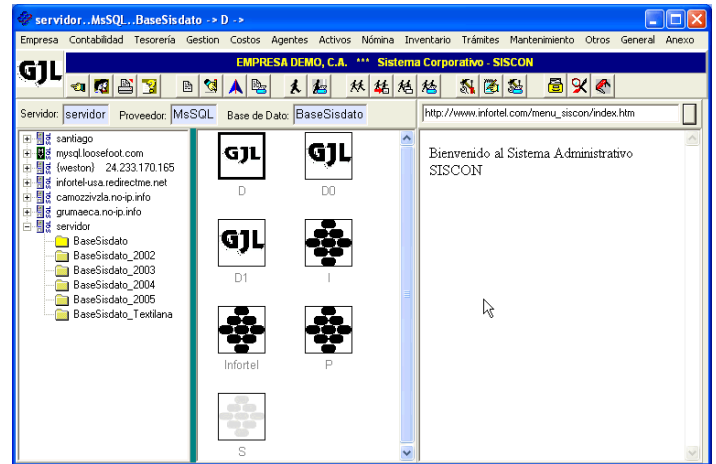 servidor..MsSQL..BaseSisdato -> D ->
Empresa Contabilidad Tesorería Gestion Costos Agentes Activos Nómina Inventario Trámites Mantenimiento Otros General Anexo
GJL
EMPRESA DEMO, C.A. *** Sistema Corporativo - SISCON
Servidor: servidor Proveedor: MsSQL Base de Dato: BaseSisdato
http://www.infortel.com/menu_siscon/index.htm
santiago
mysql.loosefoot.com
(weston) 24.233.170.165
infortel-usa.redirectme.net
camozzivzla.no-ip.info
grumaeca.no-ip.info
servidor
BaseSisdato
BaseSisdato_2002
BaseSisdato_2003
BaseSisdato_2004
BaseSisdato_2005
BaseSisdato_Textilana
GJL GJL
D D0
GJL
D1 I
Infortel P
S
Bienvenido al Sistema Administrativo
SISCON